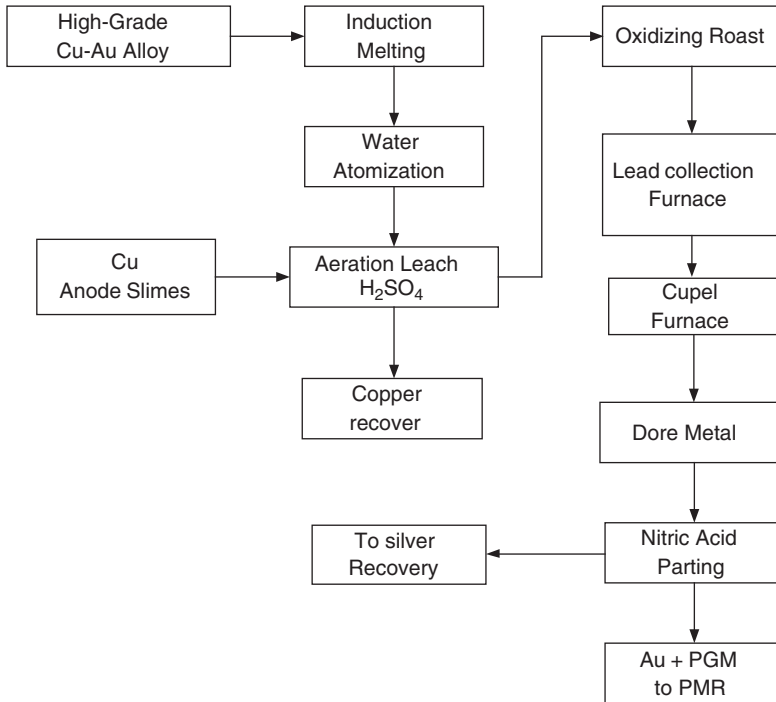 High-Grade
Cu-Au Alloy
Induction
Melting
Oxidizing Roast
Water
Atomization
Lead collection
Furnace
Cu
Anode Slimes
Aeration Leach
H₂SO₄
Cupel
Furnace
Copper
recover
Dore Metal
To silver
Recovery
Nitric Acid
Parting
Au + PGM
to PMR